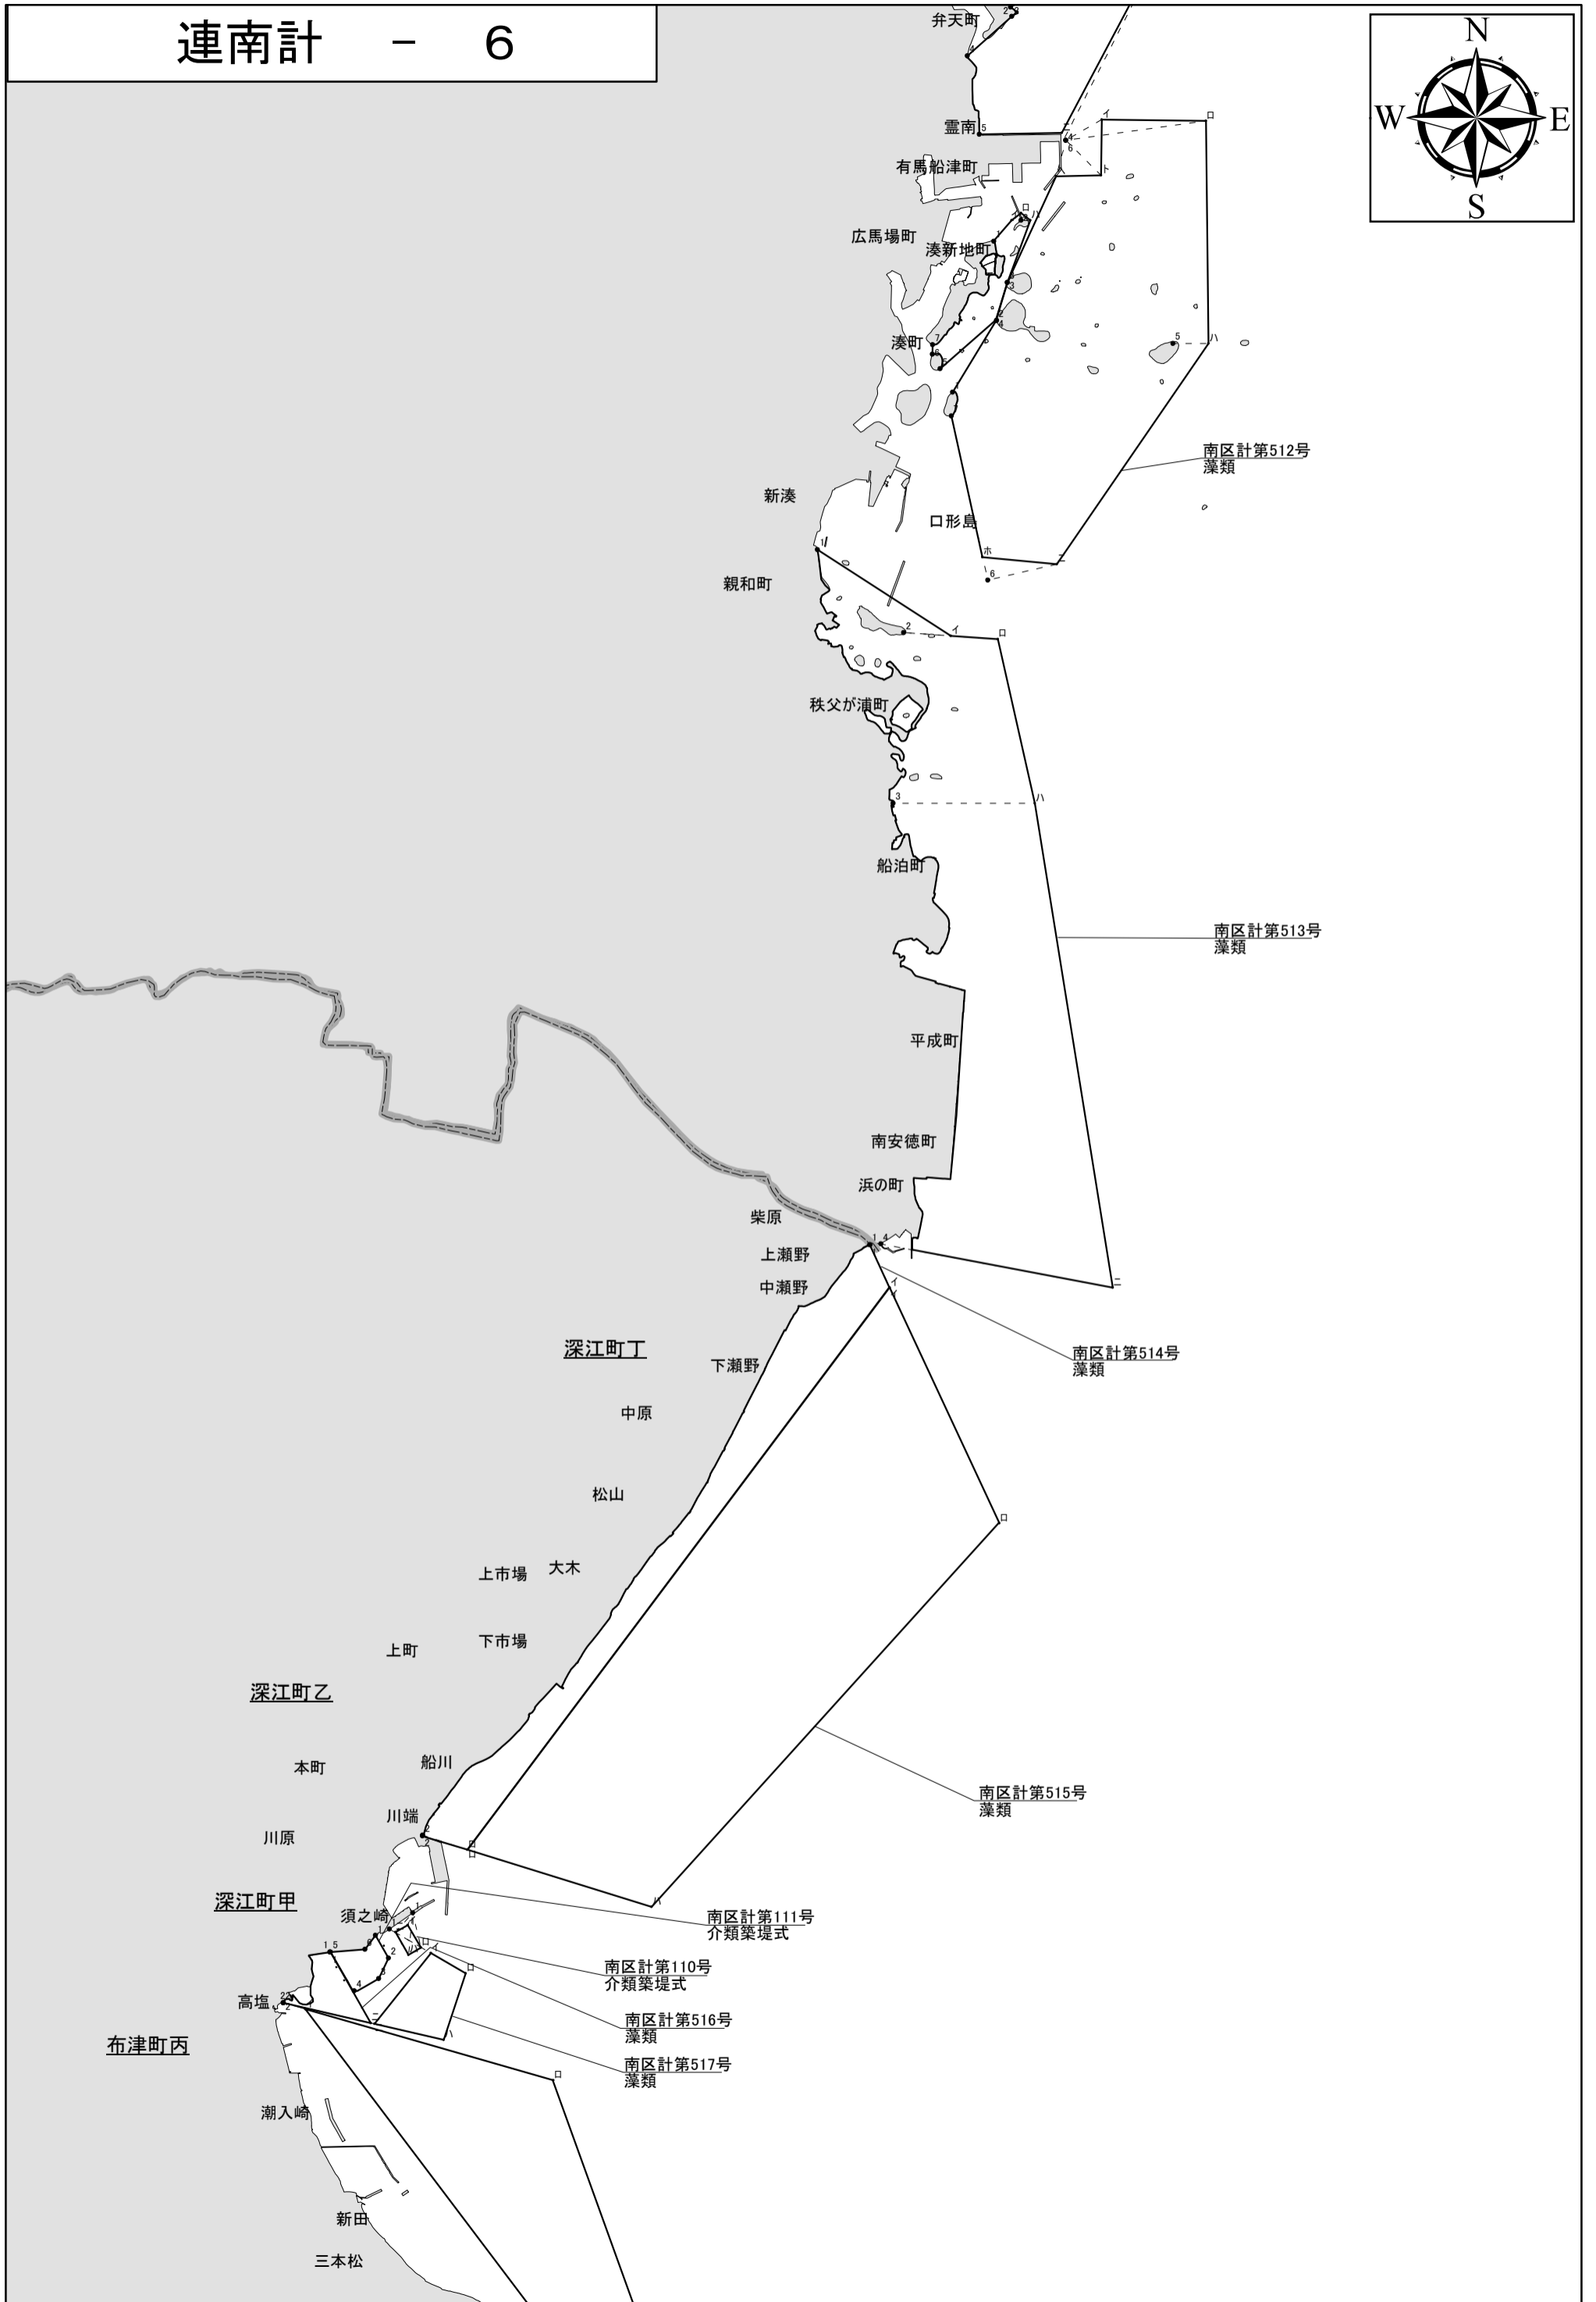 連南計 － 6
N
W E
S
弁天町
霊南
有馬船津町
広馬場町
湊新地町
湊町
南区計第512号
藻類
新湊
口形島
親和町
秩父が浦町
船泊町
南区計第513号
藻類
平成町
南安徳町
浜の町
柴原
上瀬野
中瀬野
深江町丁
南区計第514号
藻類
下瀬野
中原
松山
大木
上市場
下市場
上町
深江町乙
本町
船川
南区計第515号
藻類
川端
川原
深江町甲
須之崎
南区計第111号
介類築堤式
南区計第110号
介類築堤式
高塩
南区計第516号
藻類
布津町丙
南区計第517号
藻類
潮入崎
新田
三本松